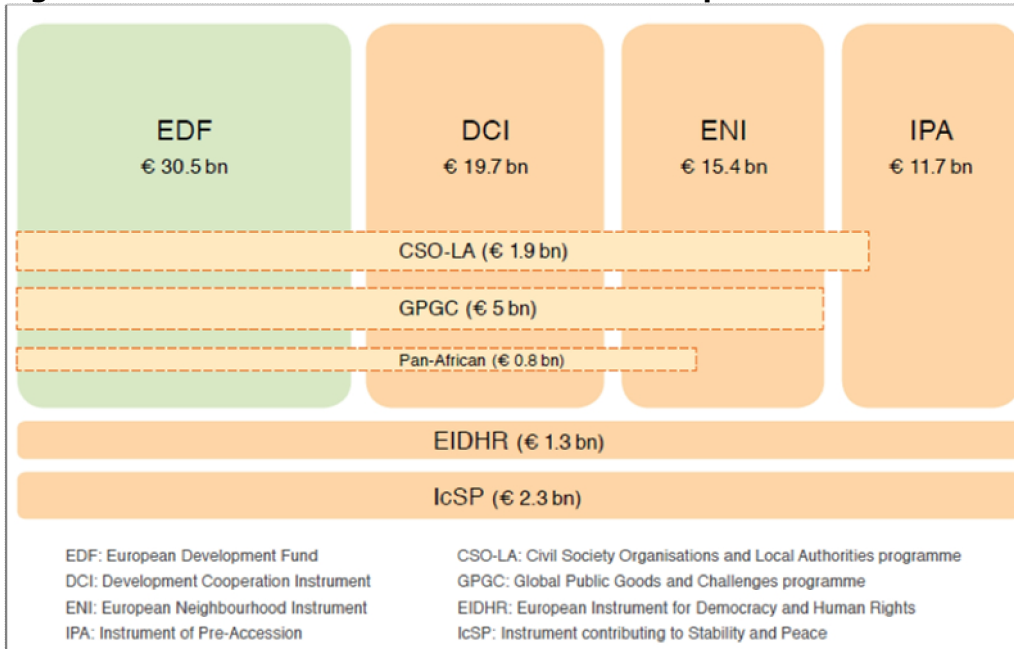 EDF
€ 30.5 bn
DCI
€ 19.7 bn
ENI
€ 15.4 bn
IPA
€ 11.7 bn
CSO-LA (€ 1.9 bn)
GPGC (€ 5 bn)
Pan-African (€ 0.8 bn)
EIDHR (€ 1.3 bn)
IcSP (€ 2.3 bn)
EDF: European Development Fund
DCI: Development Cooperation Instrument
ENI: European Neighbourhood Instrument
IPA: Instrument of Pre-Accession
CSO-LA: Civil Society Organisations and Local Authorities programme
GPGC: Global Public Goods and Challenges programme
EIDHR: European Instrument for Democracy and Human Rights
IcSP: Instrument contributing to Stability and Peace